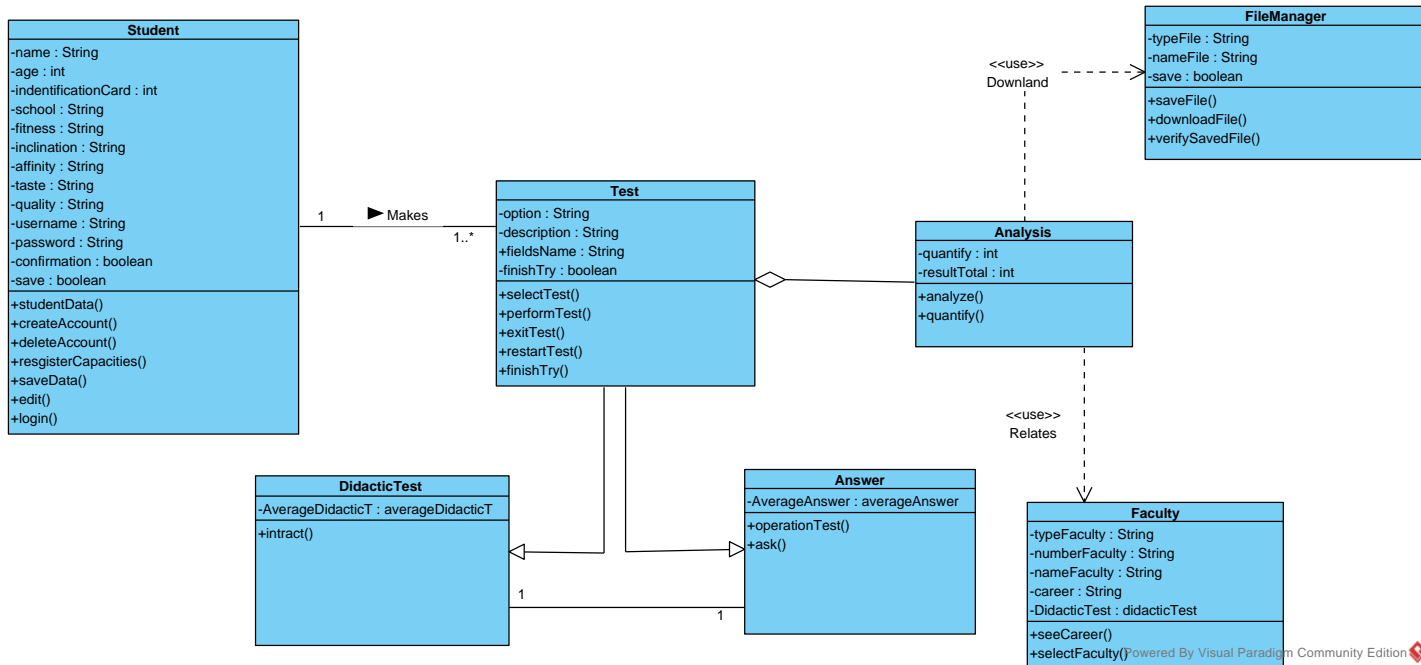 Student
-name : String
-age : int
-indentificationCard : int
-school : String
-fitness : String
-inclination : String
-affinity : String
-taste : String
-quality : String
-username : String
-password : String
-confirmation : boolean
-save : boolean
+studentData()
+createAccount()
+deleteAccount()
+resgisterCapacities()
+saveData()
+edit()
+login()
1
Makes
1..*
Test
-option : String
-description : String
+fieldsName : String
-finishTry : boolean
+selectTest()
+performTest()
+exitTest()
+restartTest()
+finishTry()
FileManager
-typeFile : String
-nameFile : String
-save : boolean
+saveFile()
+downloadFile()
+verifySavedFile()
<<use>>
Downland
Analysis
-quantify : int
-resultTotal : int
+analyze()
+quantify()
<<use>>
Relates
DidacticTest
-AverageDidacticT : averageDidacticT
+intract()
1
1
Answer
-AverageAnswer : averageAnswer
+operationTest()
+ask()
Faculty
-typeFaculty : String
-numberFaculty : String
-nameFaculty : String
-career : String
-DidacticTest : didacticTest
+seeCareer()
+selectFaculty()
Powered By Visual Paradigm Community Edition